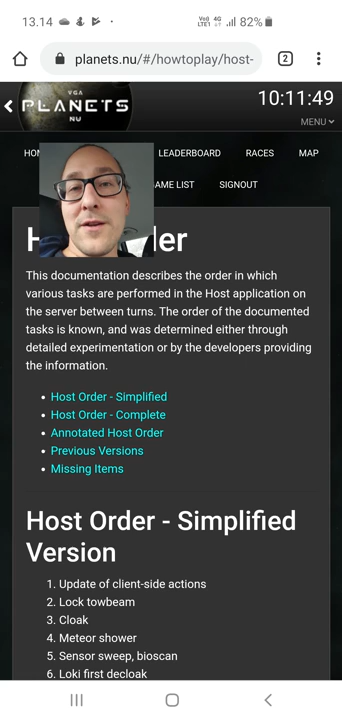 13.14
Vo)) 4G 82%
LTE1
planets.nu/#/howtoplay/host-
2
VGA
PLANETS
NU
10:11:49
MENU
LEADERBOARD RACES MAP
GAME LIST SIGNOUT
This documentation describes the order in which
various tasks are performed in the Host application on
the server between turns. The order of the documented
tasks is known, and was determined either through
detailed experimentation or by the developers providing
the information.
• Host Order - Simplified
• Host Order - Complete
• Annotated Host Order
• Previous Versions
• Missing Items
Host Order - Simplified
Version
1. Update of client-side actions
2. Lock towbeam
3. Cloak
4. Meteor shower
5. Sensor sweep, bioscan
6. Loki first decloak